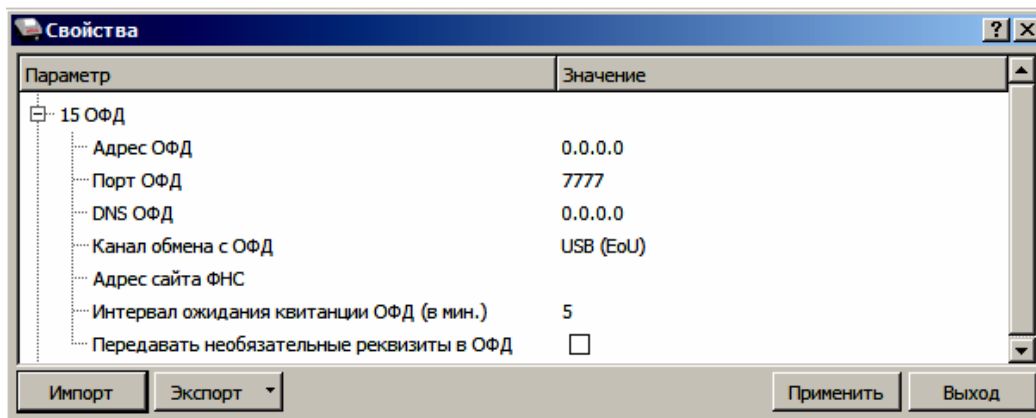 Свойства
Параметр Значение
15 ОФД
Адрес ОФД 0.0.0.0
Порт ОФД 7777
DNS ОФД 0.0.0.0
Канал обмена с ОФД USB (EoU)
Адрес сайта ФНС
Интервал ожидания квитанции ОФД (в мин.) 5
Передавать необязательные реквизиты в ОФД
Импорт Экспорт Применить Выход